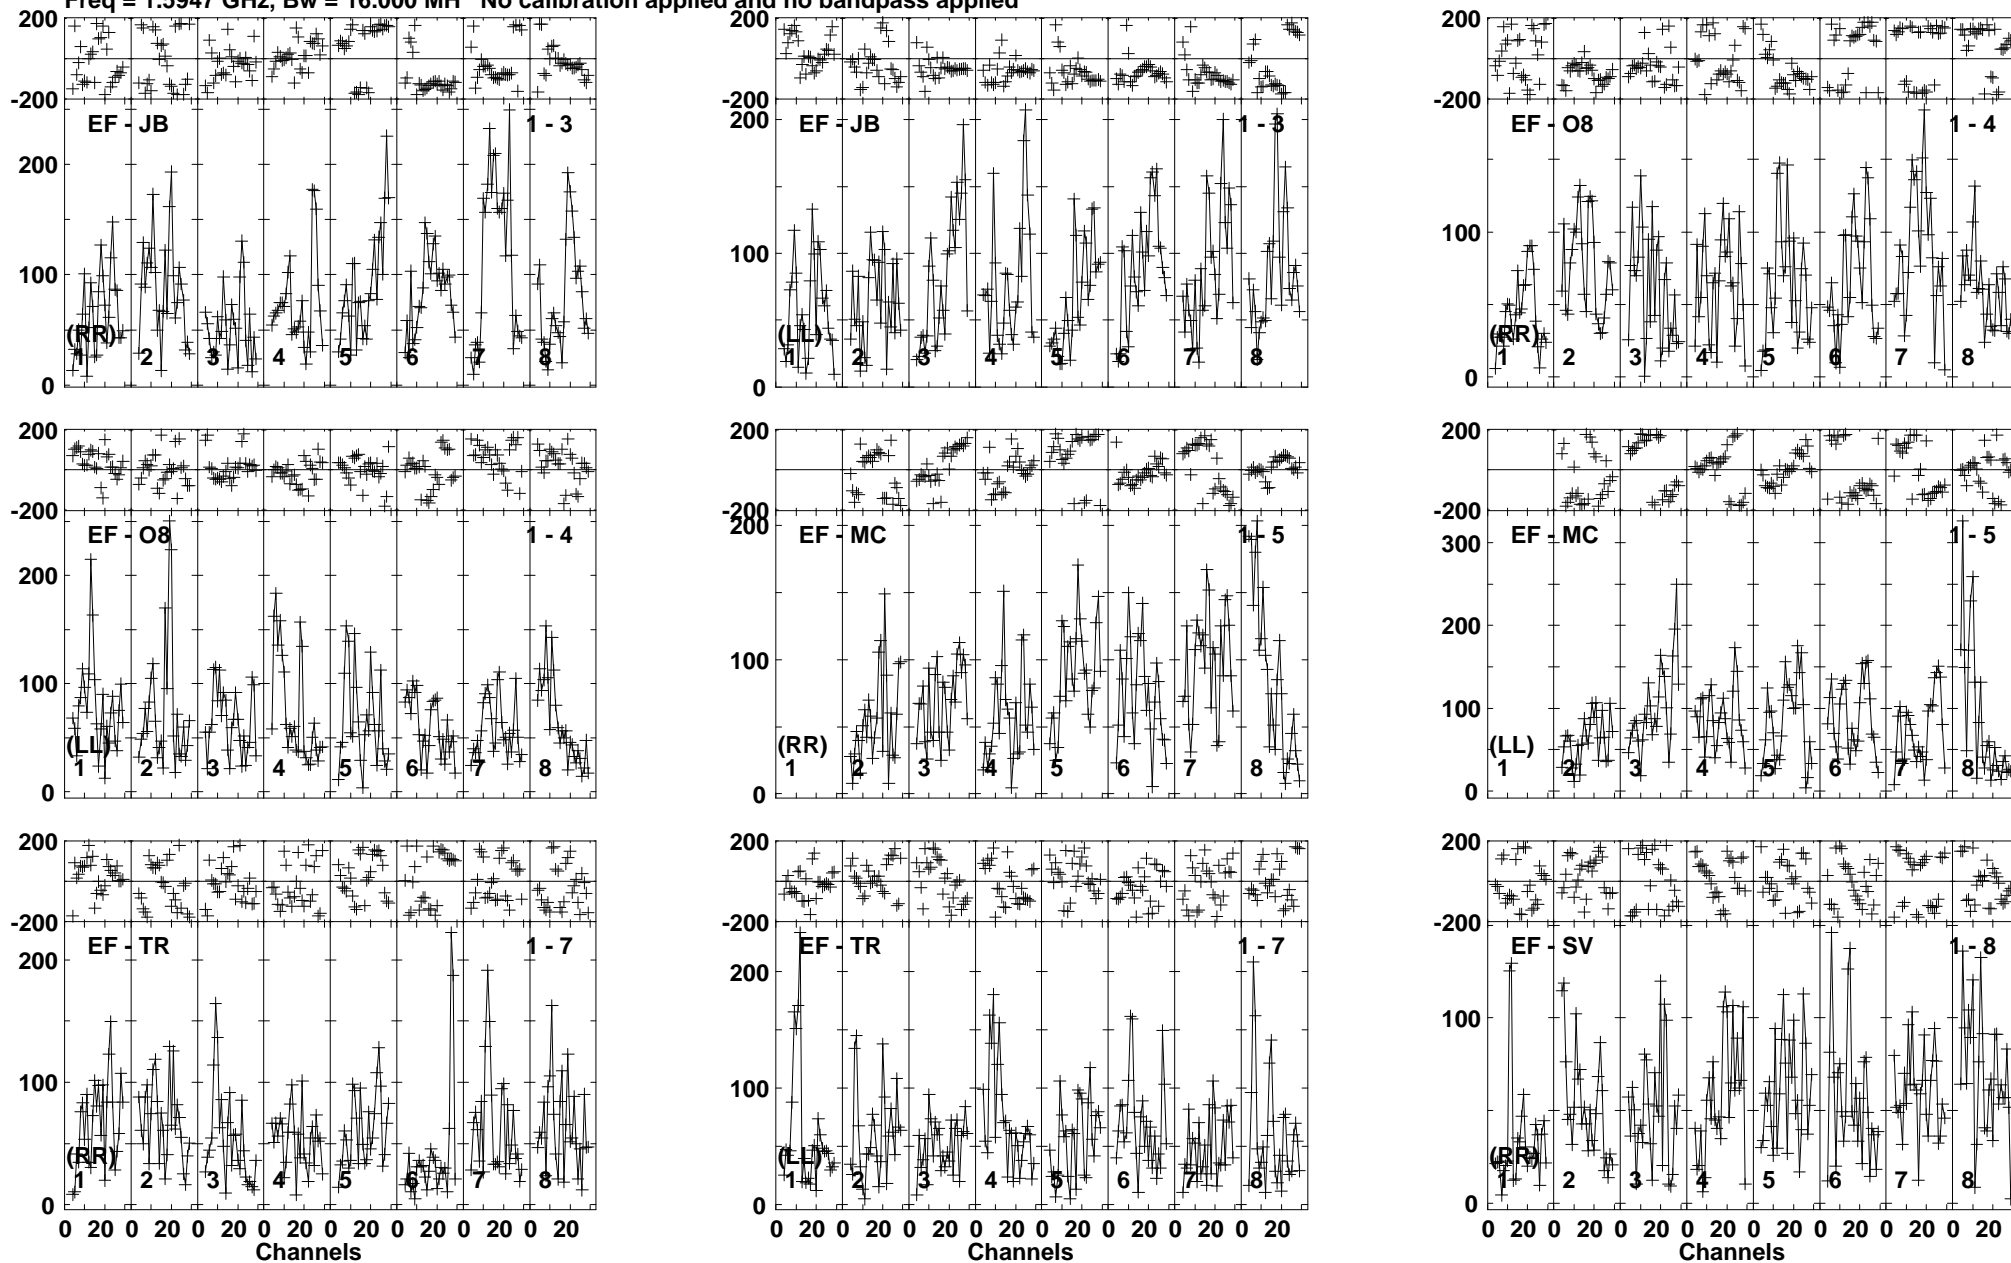 Freq = 1.5947 GHz, Bw = 16.000 MH No calibration applied and no bandpass applied
200 200 200
-200 -200 -200
EF - JB 1 - 3 EF - JB 1 - 3 EF - O8 1 - 4
200 200
200
100 100 100
(RR) (LL) (RR)
1 2 3 4 5 6 7 8 1 2 3 4 5 6 7 8 1 2 3 4 5 6 7 8
0 0 0
200 200 200
-200 -200 -200
EF - O8 1 - 4 EF - MC 1 - 5 EF - MC 1 - 5
200 200 300
200
100 100 100
(LL) (RR) (LL)
1 2 3 4 5 6 7 8 1 2 3 4 5 6 7 8 1 2 3 4 5 6 7 8
0 0 0
200 200 200
-200 -200 -200
EF - TR 1 - 7 EF - TR 1 - 7 EF - SV 1 - 8
200 200
100 100 100
(RR) (LL) (RR)
1 2 3 4 5 6 7 8 1 2 3 4 5 6 7 8 1 2 3 4 5 6 7 8
0 0 0
0 20 0 20 0 20 0 20 0 20 0 20 0 20 0 20 0 20 0 20 0 20 0 20 0 20 0 20 0 20 0 20 0 20 0 20 0 20 0 20 0 20 0 20 0 20 0 20
Channels Channels Channels